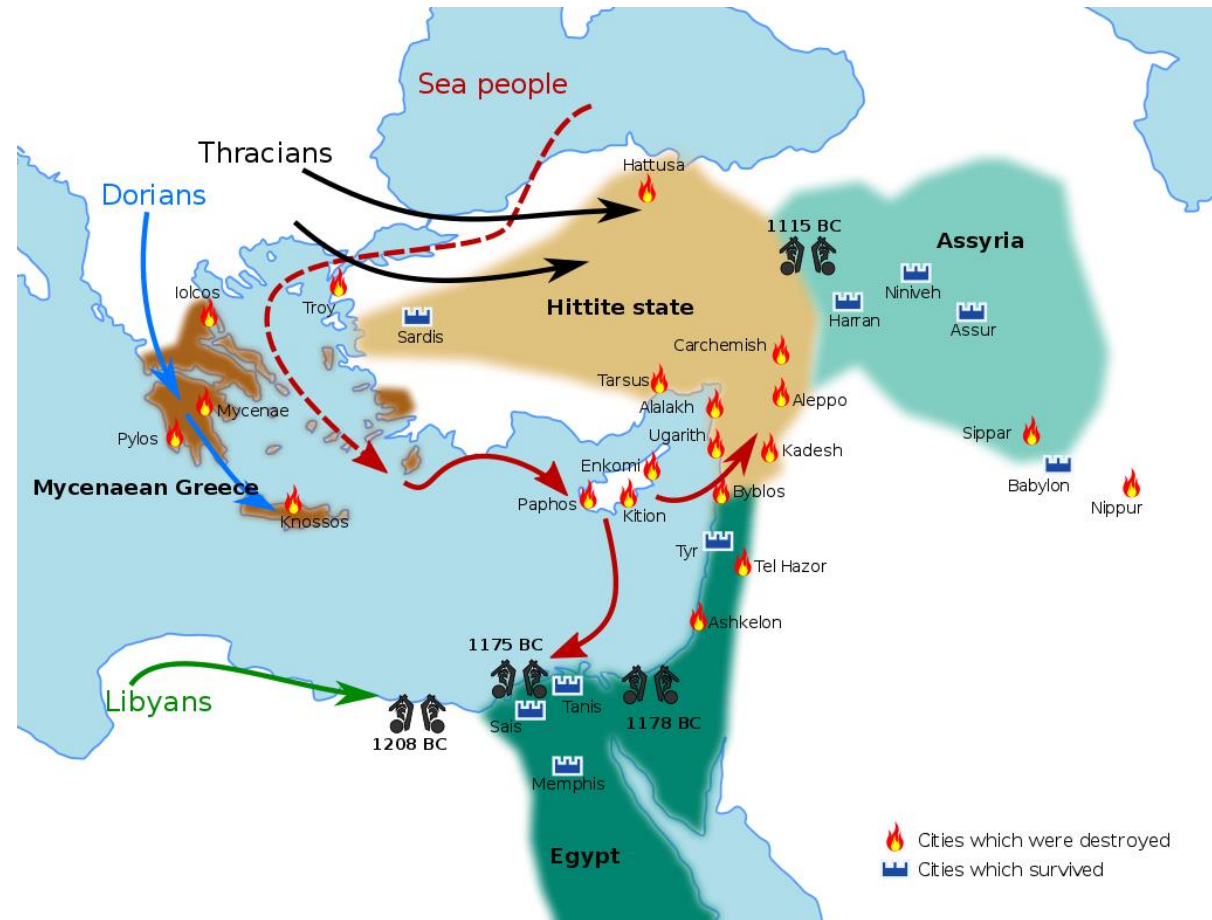 Sea people
Thracians
Hattusa
Dorians
1115 BC
Assyria
Niniveh
Iolcos
Troy
Hittite state
Harran
Assur
Sardis
Carchemish
Tarsus
Aleppo
Alalakh
Mycenae
Ugarith
Sippar
Pylos
Kadesh
Enkomi
Babylon
Mycenaean Greece
Byblos
Paphos
Kition
Nippur
Knossos
Tyr
Tel Hazor
Ashkelon
1175 BC
Libyans
Tanis
Sais
1178 BC
1208 BC
Memphis
Egypt
Cities which were destroyed
Cities which survived